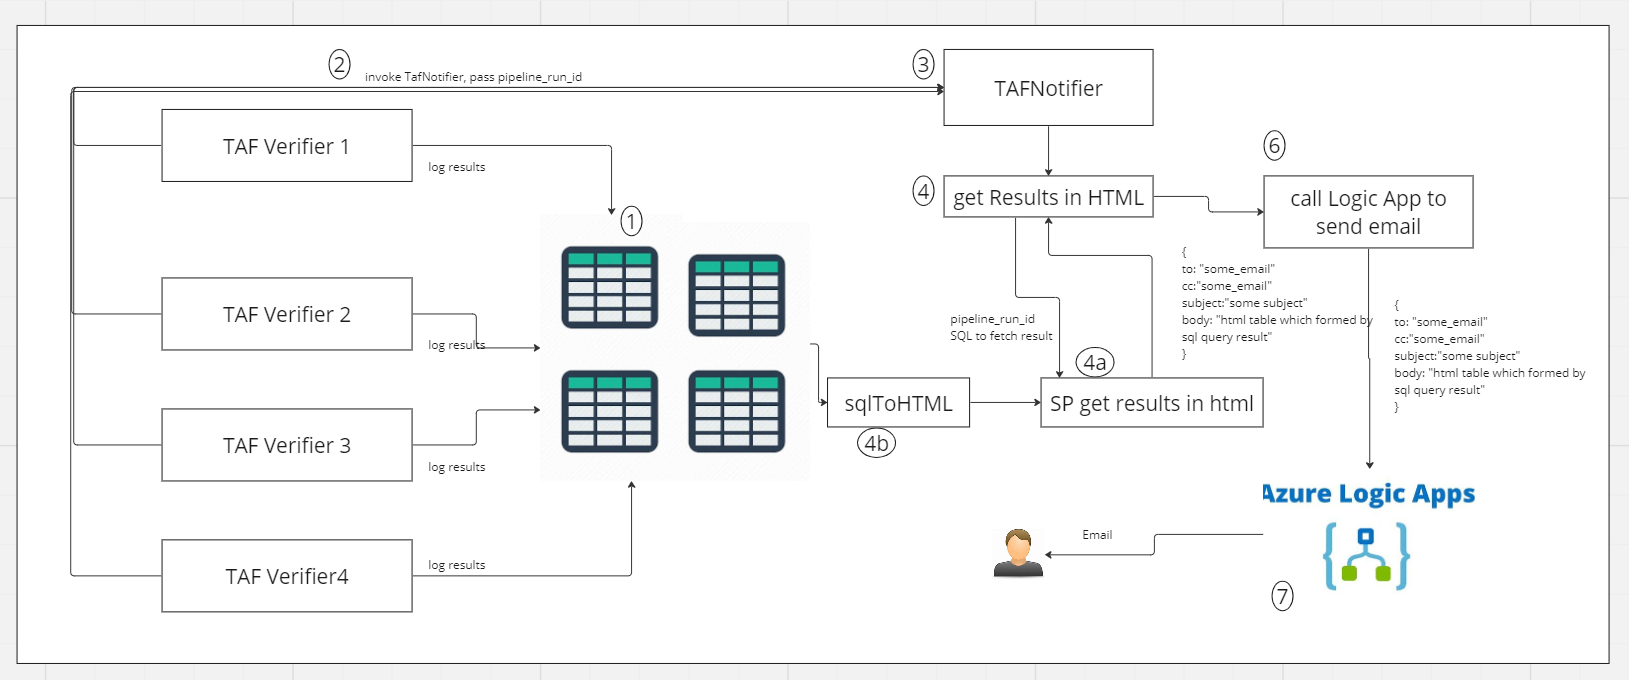 2
invoke TafNotifier, pass pipeline_run_id
3
TAFNotifier
TAF Verifier 1
log results
6
4
get Results in HTML
call Logic App to
send email
1
{
to: "some_email"
cc:"some_email"
subject:"some subject"
body: "html table which formed by
sql query result"
}
TAF Verifier 2
log results
pipeline_run_id
SQL to fetch result
{
to: "some_email"
cc:"some_email"
subject:"some subject"
body: "html table which formed by
sql query result"
}
4a
sqlToHTML
SP get results in html
4b
TAF Verifier 3
log results
Azure Logic Apps
Email
TAF Verifier4
log results
7